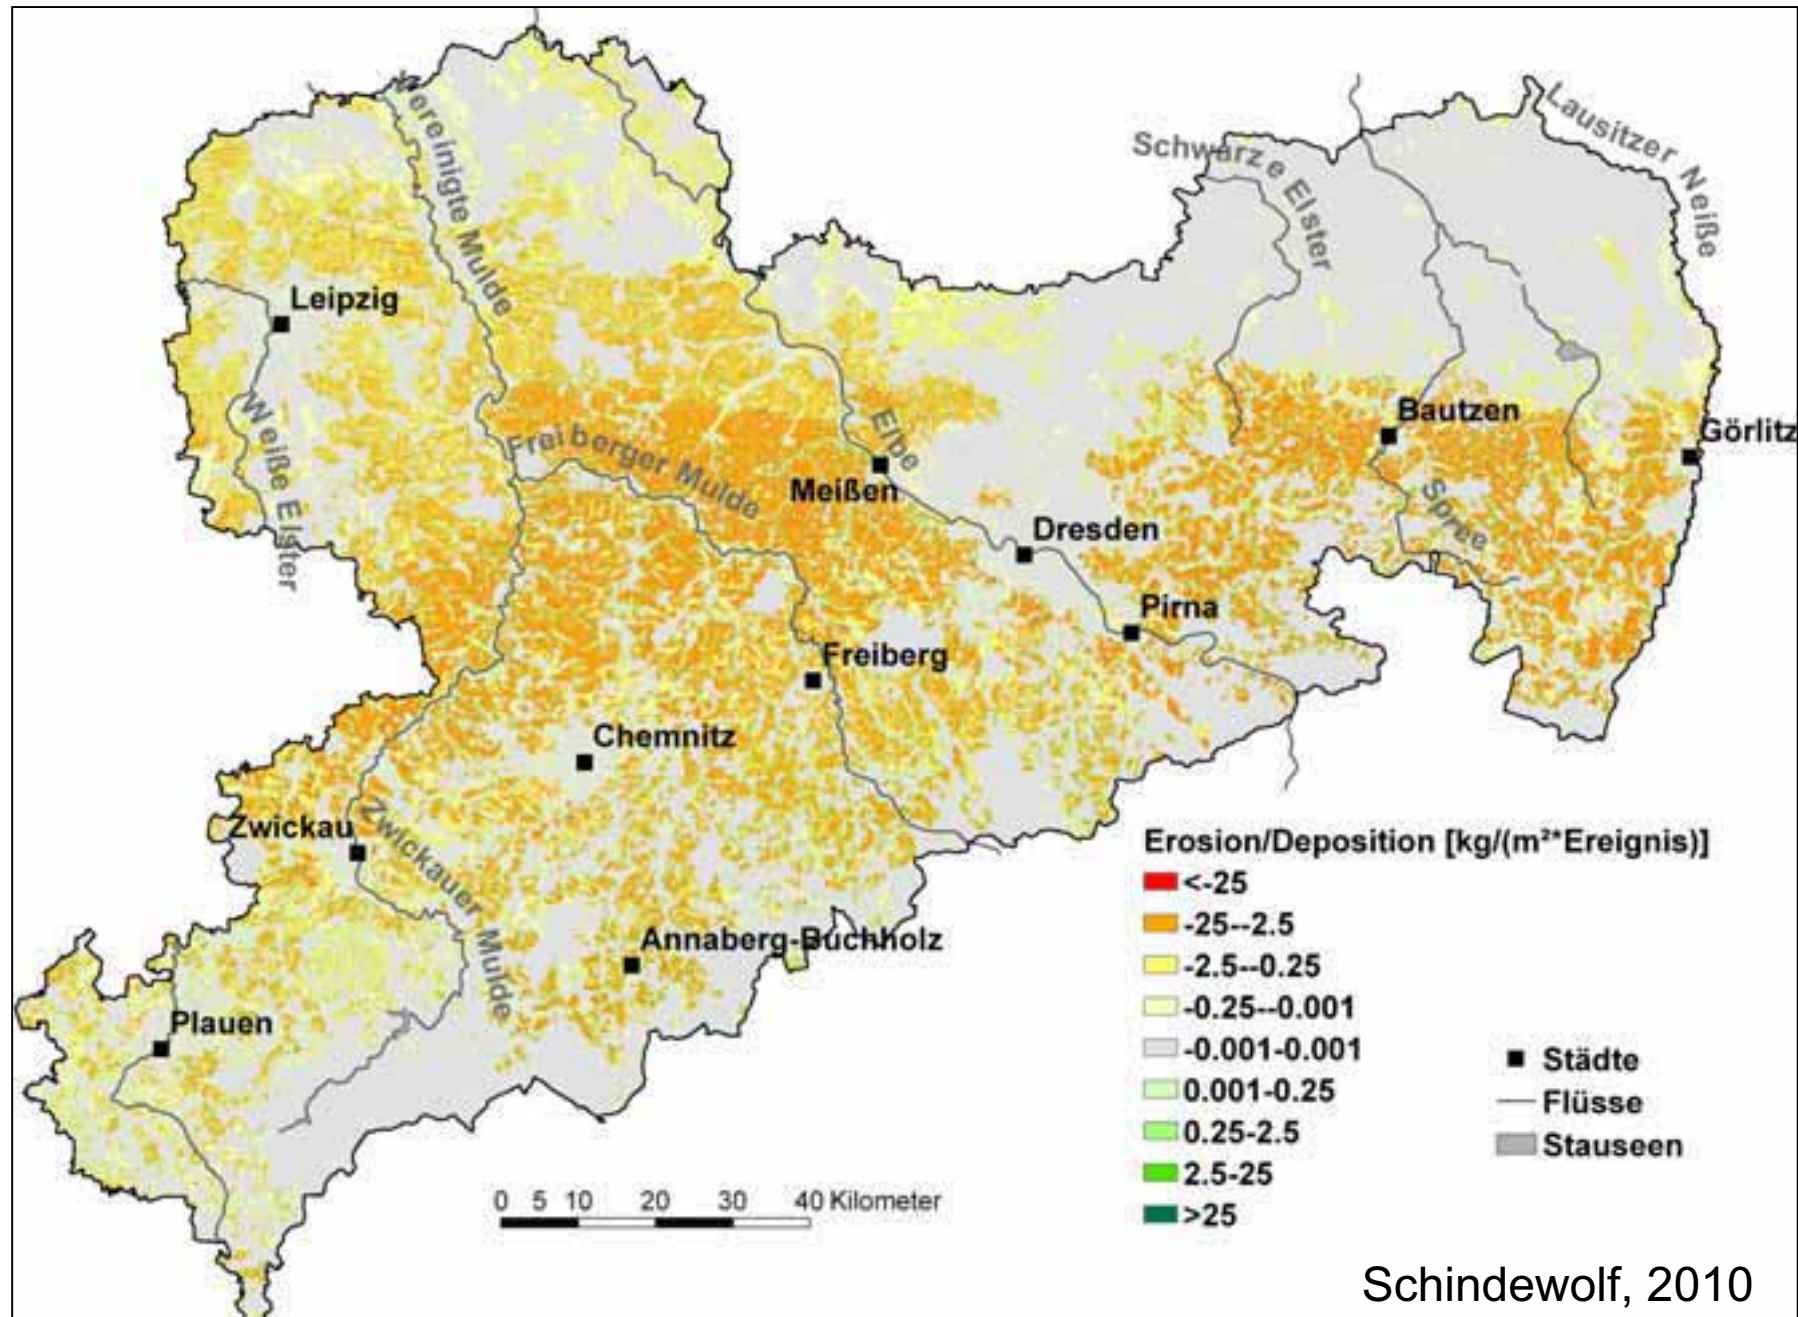 Vereinigte Mulde
Schwarze Elster
Lausitzer Neiße
Leipzig
Weiße Elster
Freiberger Mulde
Elbe
Meißen
Bautzen
Görlitz
Spree
Dresden
Pirna
Freiberg
Chemnitz
Zwickau
Zwickauer Mulde
Annaberg-Buchholz
Plauen
Erosion/Deposition [kg/(m²*Ereignis)]
<-25
-25--2.5
-2.5--0.25
-0.25--0.001
-0.001-0.001
0.001-0.25
0.25-2.5
2.5-25
>25
Städte
Flüsse
Stauseen
0 5 10 20 30 40 Kilometer
Schindewolf, 2010